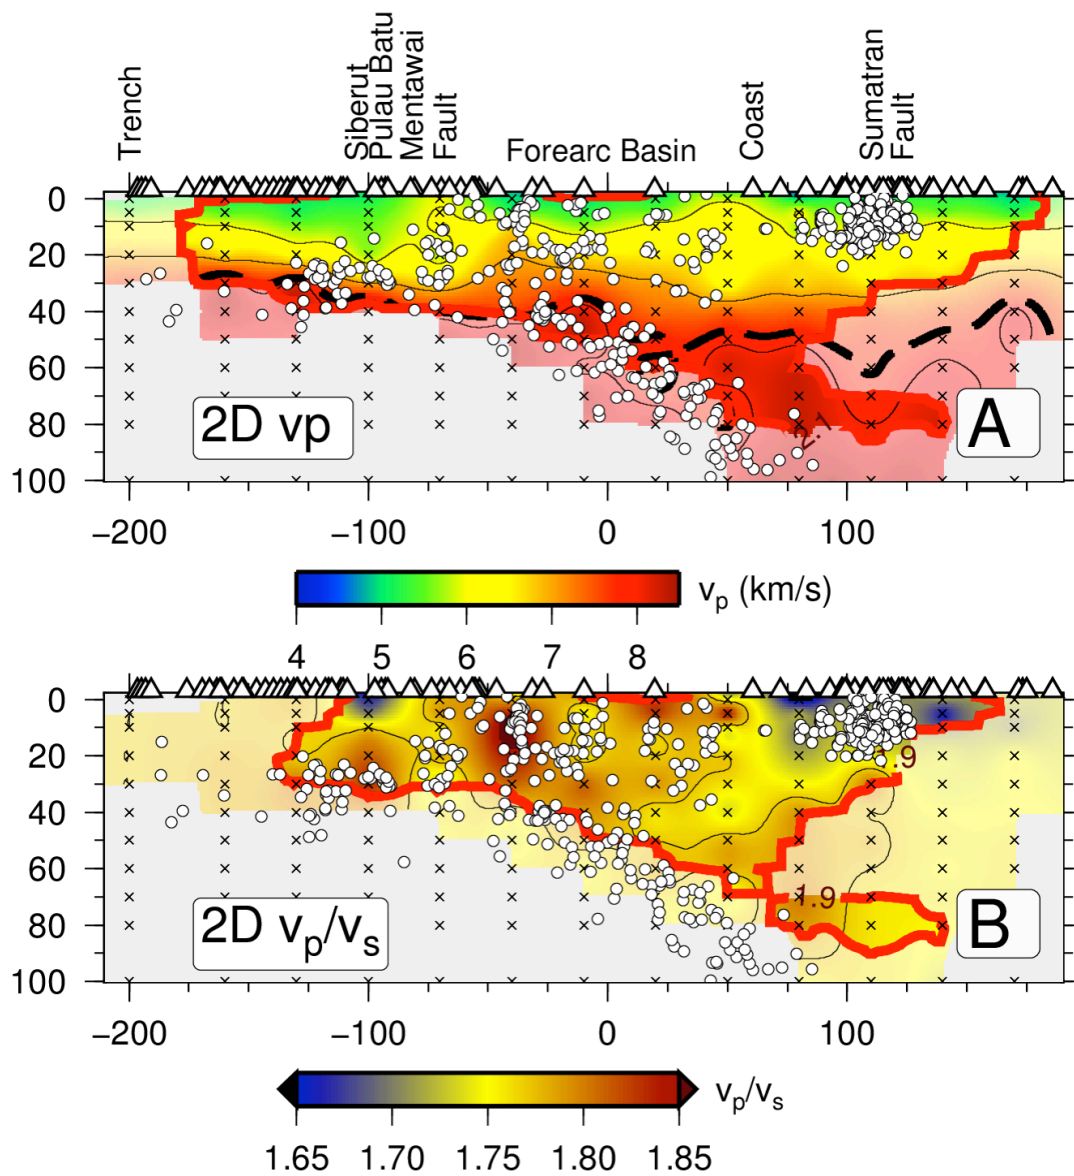 Trench
Siberut
Pulau Batu
Mentawai
Fault
Forearc Basin
Coast
Sumatran
Fault
0
20
40
60
80
100
2D vp
A
2.1
−200
−100
0
100
vp (km/s)
4 5 6 7 8
0
20
40
60
80
100
1.9
1.9
2D vp/vs
B
−200
−100
0
100
vp/vs
1.65 1.70 1.75 1.80 1.85